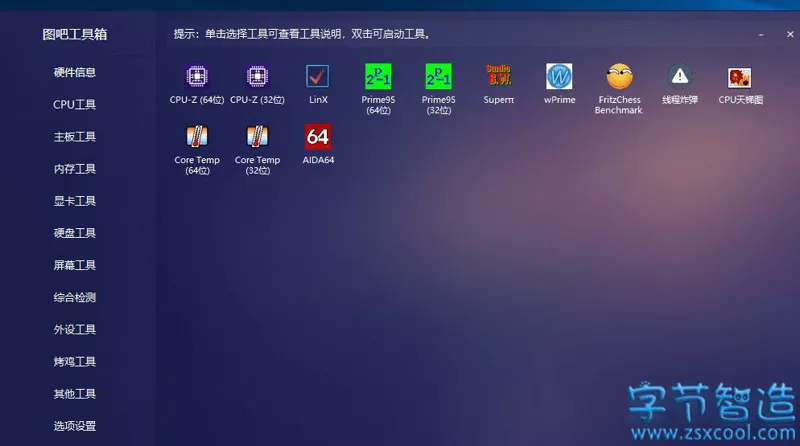 图吧工具箱
提示：单击选择工具可查看工具说明，双击可启动工具。
硬件信息
CPU工具
主板工具
内存工具
显卡工具
硬盘工具
屏幕工具
综合检测
外设工具
烤鸡工具
其他工具
选项设置
CPU-Z (64位)
CPU-Z (32位)
LinX
P
2-1
Prime95
(64位)
P
2-1
Prime95
(32位)
Studio
B.W.
Superπ
W
wPrime
FritzChess
Benchmark
线程炸弹
CPU天梯图
Core Temp
(64位)
Core Temp
(32位)
64
AIDA64
字节智造
www.zsxcool.com